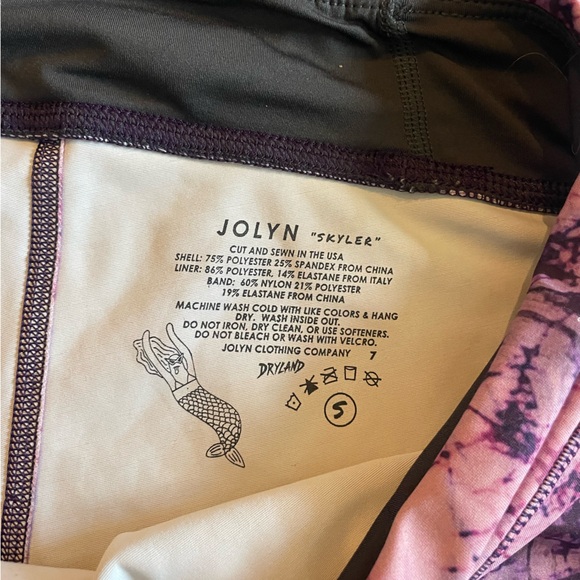 JOLYN "SKYLER"
CUT AND SEWN IN THE USA
SHELL: 75% POLYESTER 25% SPANDEX FROM CHINA
LINER: 86% POLYESTER, 14% ELASTANE FROM ITALY
BAND: 60% NYLON 21% POLYESTER
19% ELASTANE FROM CHINA
MACHINE WASH COLD WITH LIKE COLORS & HANG
DRY. WASH INSIDE OUT.
DO NOT IRON, DRY CLEAN, OR USE SOFTENERS.
DO NOT BLEACH OR WASH WITH VELCRO.
JOLYN CLOTHING COMPANY 7
DRYLAND
S